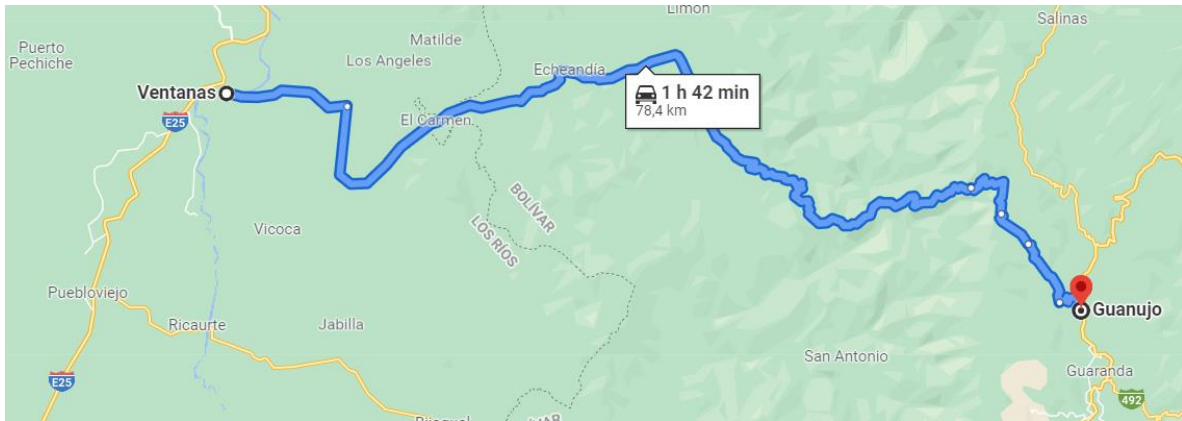 Limón
Salinas
Puerto
Pechiche
Matilde
Los Angeles
Echeandía
Ventanas
1 h 42 min
78,4 km
E25
El Carmen
BOLÍVAR
LOS RÍOS
Vicoca
Puebloviejo
Guanujo
Ricaurte
Jabilla
San Antonio
Guaranda
E25
492